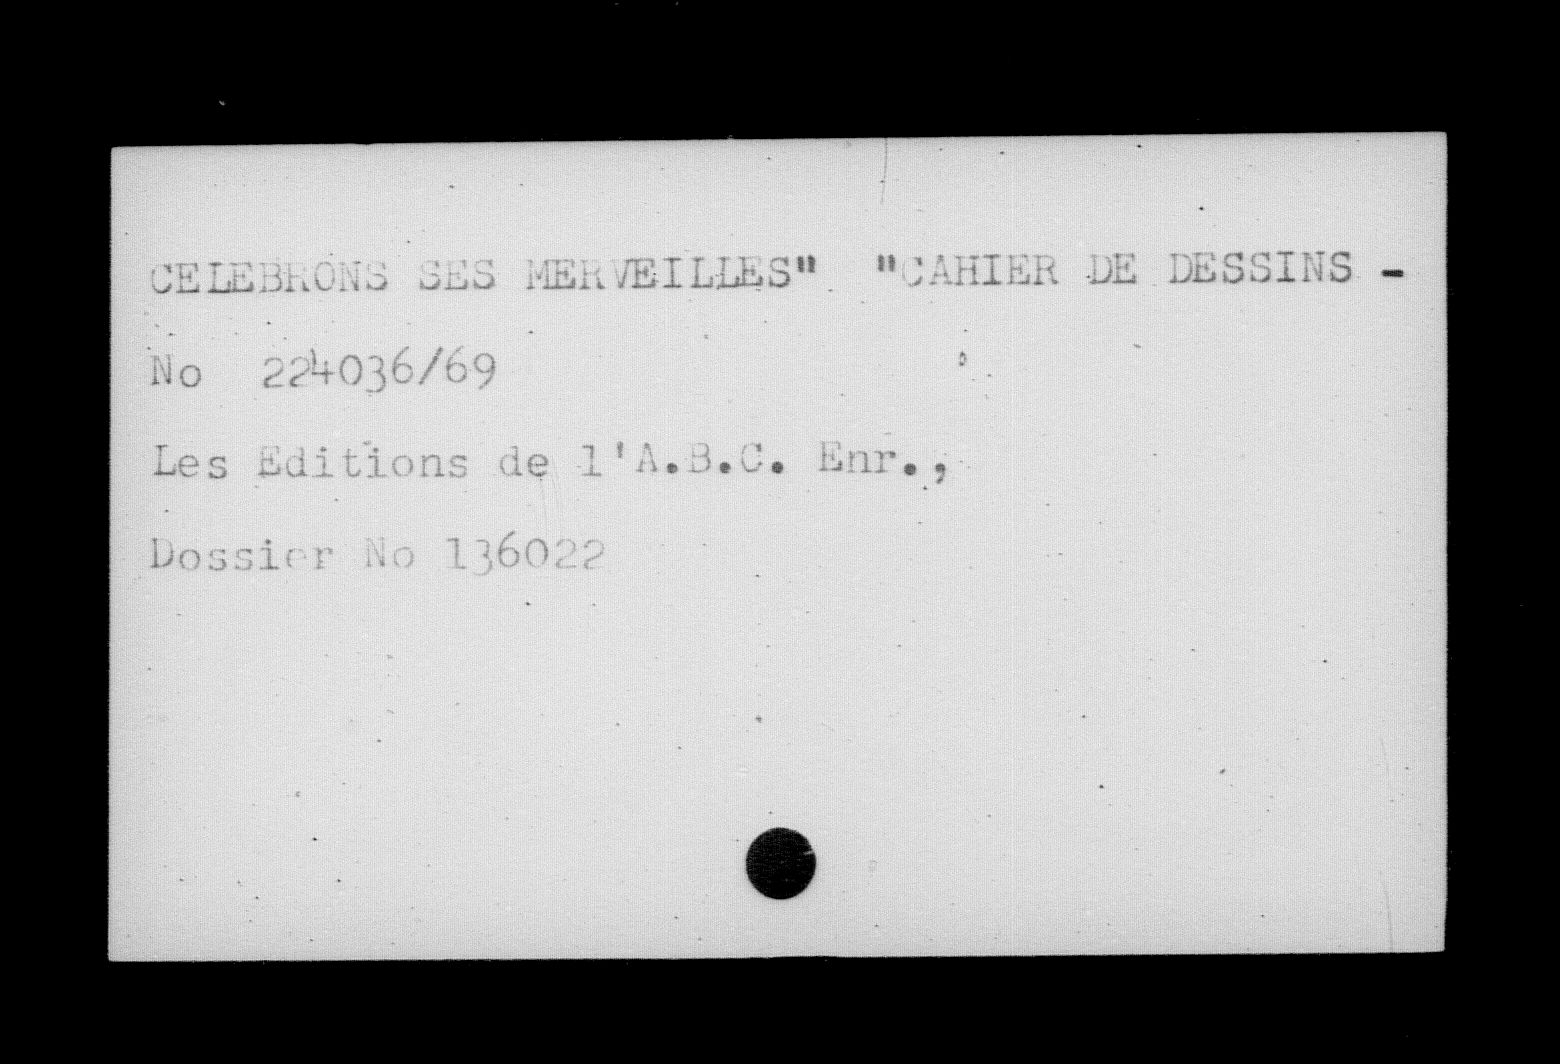 CELEBRONS SES MERVEILLES" "CAHIER DE DESSINS -
No 224036/69
Les Editions de l'A.B.C. Enr.,
Dossier No 136022